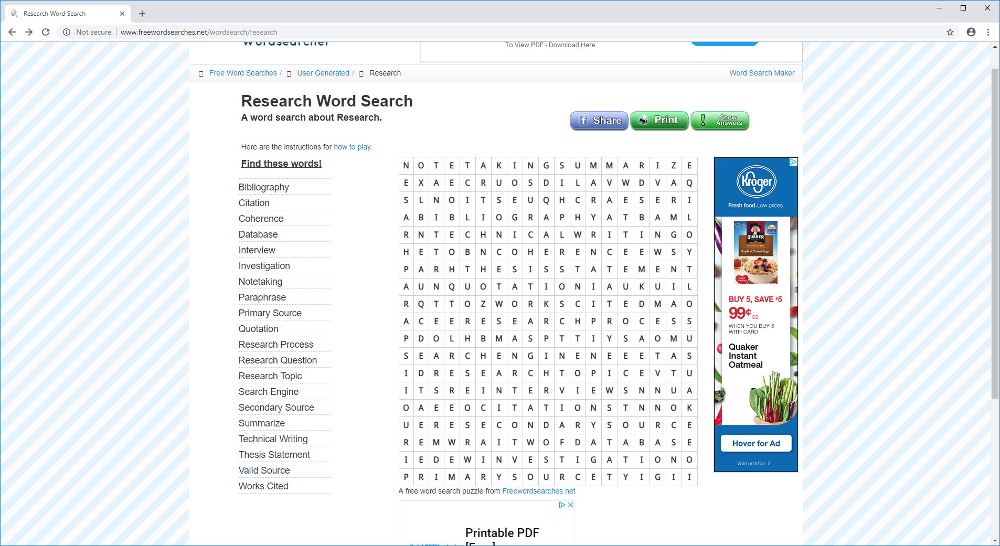 Research Word Search
Not secure www.freewordsearches.net/wordsearch/research
Wordsearcher
To View PDF - Download Here
Free Word Searches / User Generated / Research
Word Search Maker
Research Word Search
A word search about Research.
Share Print Show Answers
Here are the instructions for how to play.
Find these words!
Bibliography
Citation
Coherence
Database
Interview
Investigation
Notetaking
Paraphrase
Primary Source
Quotation
Research Process
Research Question
Research Topic
Search Engine
Secondary Source
Summarize
Technical Writing
Thesis Statement
Valid Source
Works Cited
N O T E T A K I N G S U M M A R I Z E
E X A E C R U O S D I L A V W D V A Q
S L N O I T S E U Q H C R A E S E R I
A B I B L I O G R A P H Y A T B A M L
R N T E C H N I C A L W R I T I N G O
H E T O B N C O H E R E N C E E W S Y
P A R H T H E S I S S T A T E M E N T
A U N Q U O T A T I O N I A U K U I L
R Q T T O Z W O R K S C I T E D M A O
A C E E R E S E A R C H P R O C E S S
P D O L H B M A S P T T I Y S A O M U
S E A R C H E N G I N E N E E E T A S
I D R E S E A R C H T O P I C E V T U
I T S R E I N T E R V I E W S N N U A
O A E E O C I T A T I O N S T N N O K
U E R E S E C O N D A R Y S O U R C E
R E M W R A I T W O F D A T A B A S E
I E D E W I N V E S T I G A T I O N O
P R I M A R Y S O U R C E T Y I G I I
A free word search puzzle from Freewordsearches.net
Kroger
Fresh food. Low prices.
QUAKER
Maple & Brown Sugar
BUY 5, SAVE $5
99¢ ea
WHEN YOU BUY 5
WITH CARD
Quaker
Instant
Oatmeal
Hover for Ad
Valid until Oct. 2
Printable PDF